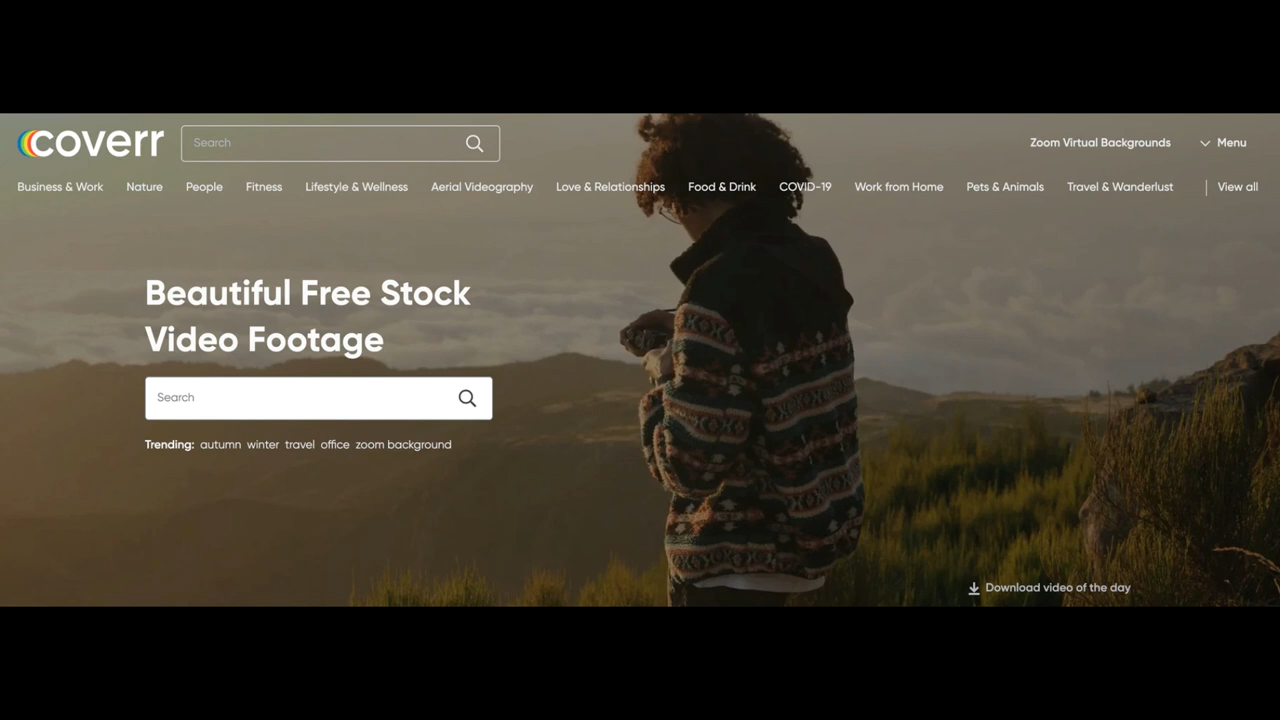 coverr Search Zoom Virtual Backgrounds Menu
Business & Work Nature People Fitness Lifestyle & Wellness Aerial Videography Love & Relationships Food & Drink COVID-19 Work from Home Pets & Animals Travel & Wanderlust View all
Beautiful Free Stock
Video Footage
Search
Trending: autumn winter travel office zoom background
Download video of the day